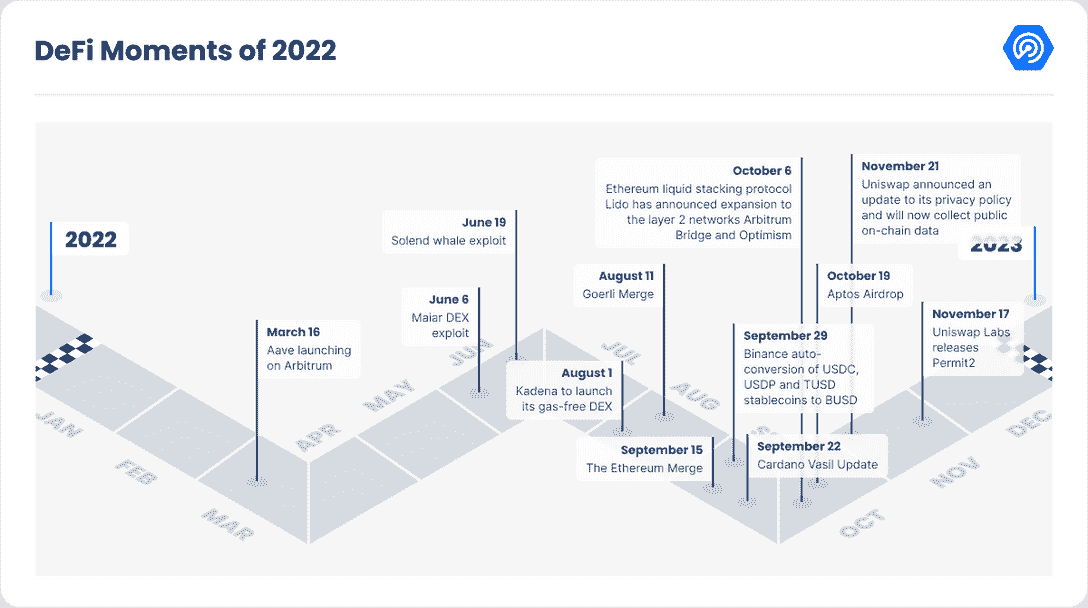 DeFi Moments of 2022
2022
March 16
Aave launching
on Arbitrum
June 6
Maiar DEX
exploit
June 19
Solend whale exploit
August 1
Kadena to launch
its gas-free DEX
August 11
Goerli Merge
September 15
The Ethereum Merge
September 22
Cardano Vasil Update
September 29
Binance auto-
conversion of USDC,
USDP and TUSD
stablecoins to BUSD
October 6
Ethereum liquid stacking protocol
Lido has announced expansion to
the layer 2 networks Arbitrum
Bridge and Optimism
October 19
Aptos Airdrop
November 17
Uniswap Labs
releases
Permit2
November 21
Uniswap announced an
update to its privacy policy
and will now collect public
on-chain data
2023
JAN
FEB
MAR
APR
MAY
JUN
JUL
AUG
OCT
NOV
DEC